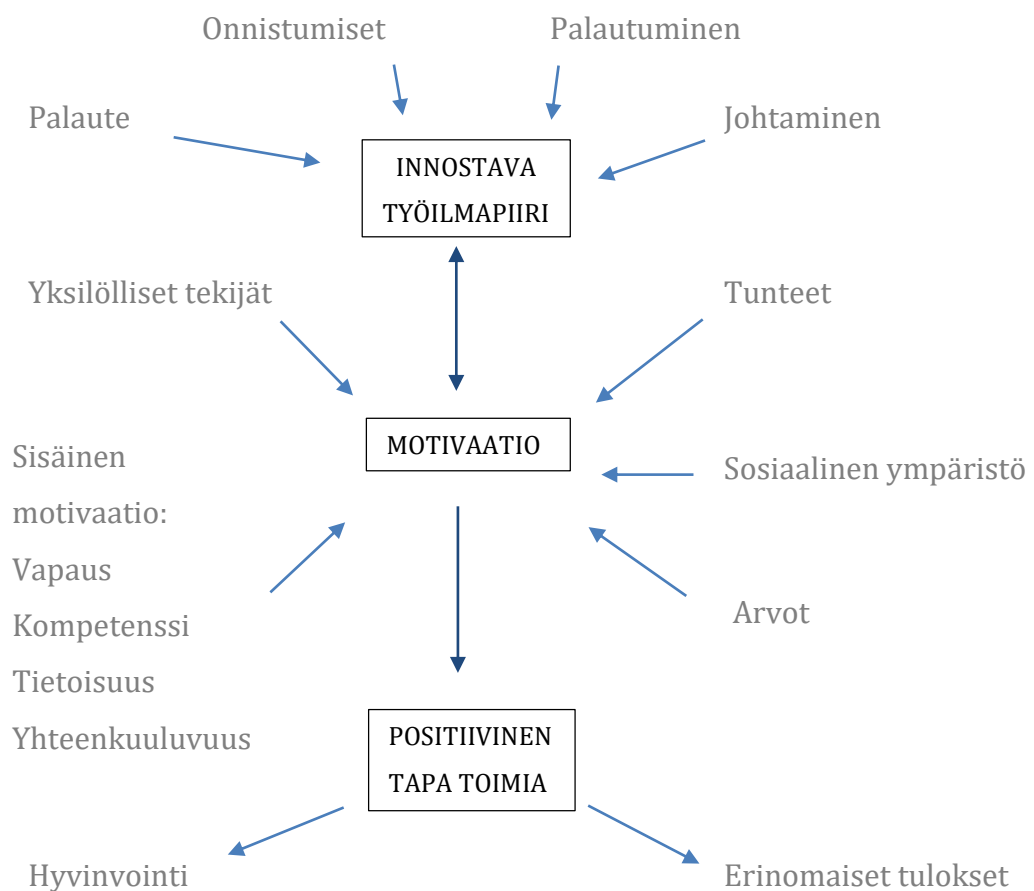 Onnistumiset
Palautuminen
Palaute
Johtaminen
INNOSTAVA
TYÖILMAPIIRI
Yksilölliset tekijät
Tunteet
MOTIVAATIO
Sisäinen
motivaatio:
Vapaus
Kompetenssi
Tietoisuus
Yhteenkuuluvuus
Sosiaalinen ympäristö
Arvot
POSITIIVINEN
TAPA TOIMIA
Hyvinvointi
Erinomaiset tulokset